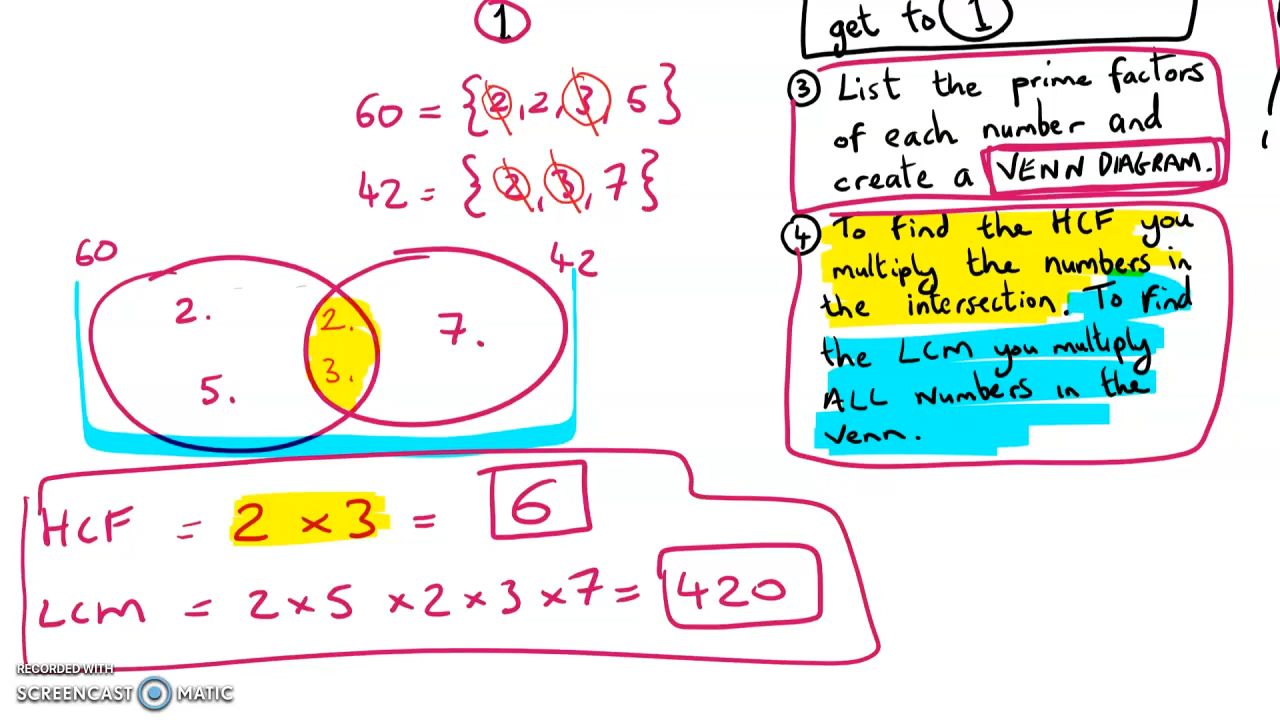 1
60 = {2, 2, 3, 5}
42 = {2, 3, 7}
60
42
2.
5.
2.
3.
7.
HCF = 2 × 3 = 6
LCM = 2 × 5 × 2 × 3 × 7 = 420
get to 1
3 List the prime factors
of each number and
create a VENN DIAGRAM.
4 To find the HCF you
multiply the numbers in
the intersection. To find
the LCM you multiply
ALL Numbers in the
Venn.
RECORDED WITH
SCREENCAST MATIC